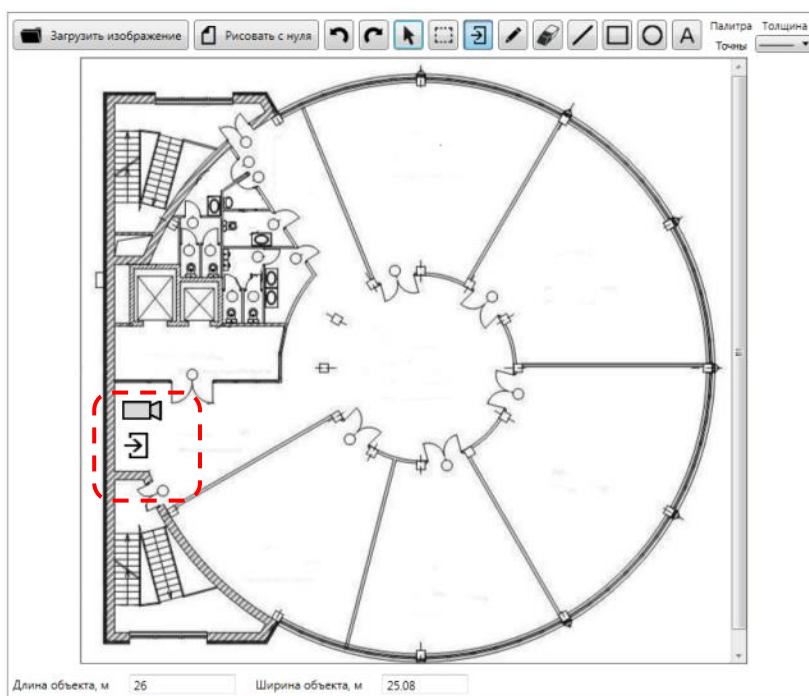 Загрузить изображение Рисовать с нуля A Палитра Толщина
Точны
Длина объекта, м 26 Ширина объекта, м 25,08